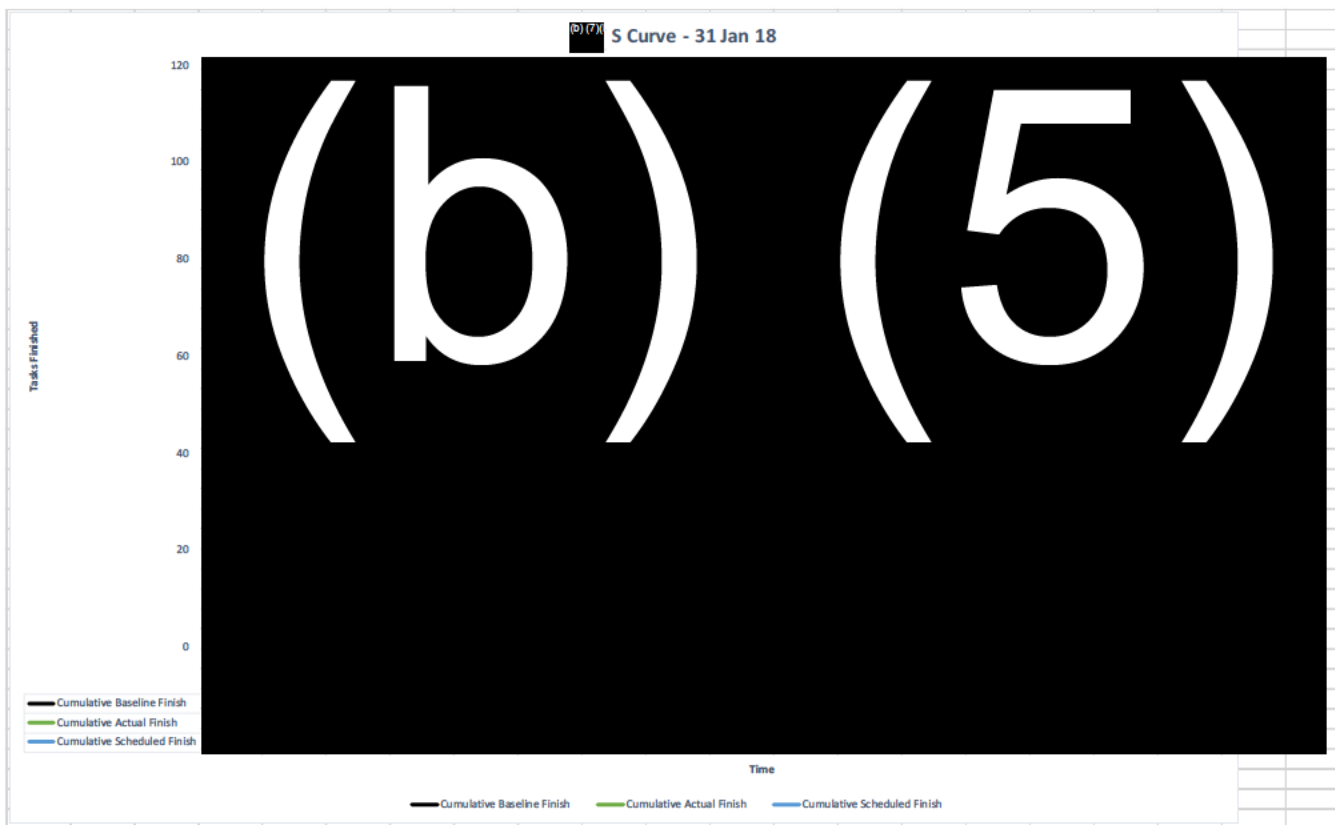 (b) (7)( S Curve - 31 Jan 18
120
100
80
60
40
20
0
Tasks Finished
(b) (5)
Cumulative Baseline Finish
Cumulative Actual Finish
Cumulative Scheduled Finish
Time
Cumulative Baseline Finish Cumulative Actual Finish Cumulative Scheduled Finish